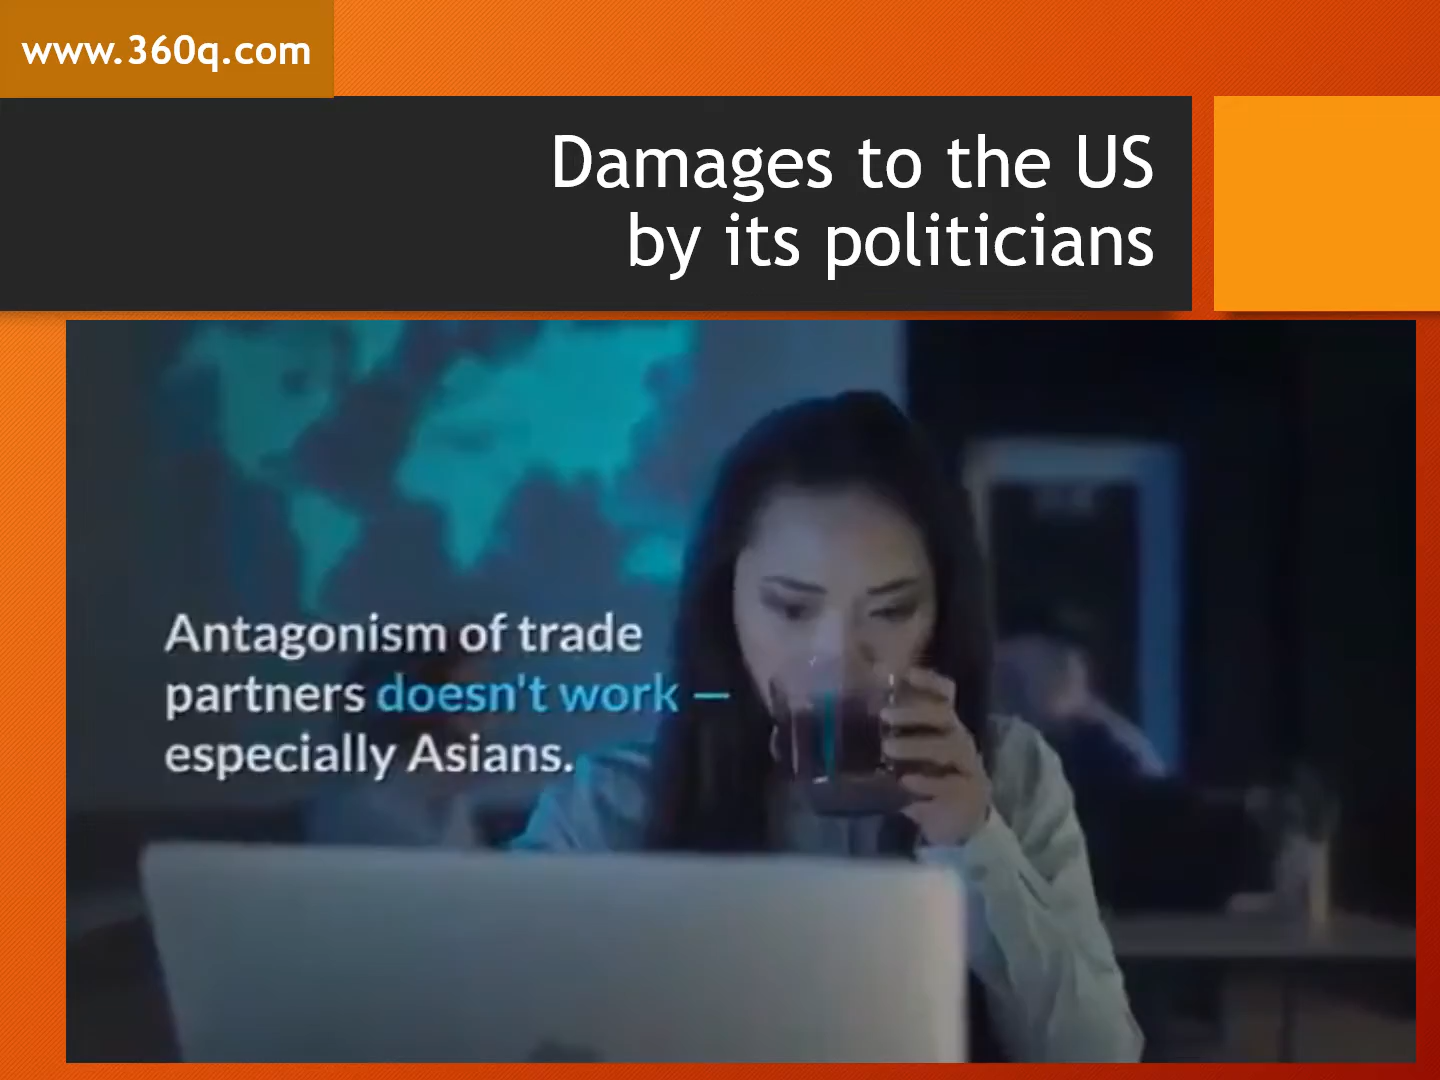 www.360q.com
Damages to the US
by its politicians
Antagonism of trade
partners doesn't work —
especially Asians.